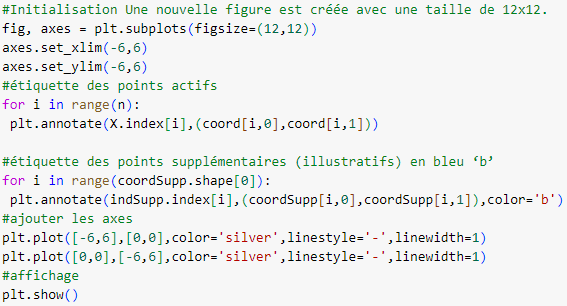 #Initialisation Une nouvelle figure est créée avec une taille de 12x12.
fig, axes = plt.subplots(figsize=(12,12))
axes.set_xlim(-6,6)
axes.set_ylim(-6,6)
#étiquette des points actifs
for i in range(n):
 plt.annotate(X.index[i],(coord[i,0],coord[i,1]))
#étiquette des points supplémentaires (illustratifs) en bleu ‘b’
for i in range(coordSupp.shape[0]):
 plt.annotate(indSupp.index[i],(coordSupp[i,0],coordSupp[i,1]),color='b')
#ajouter les axes
plt.plot([-6,6],[0,0],color='silver',linestyle='-',linewidth=1)
plt.plot([0,0],[-6,6],color='silver',linestyle='-',linewidth=1)
#affichage
plt.show()